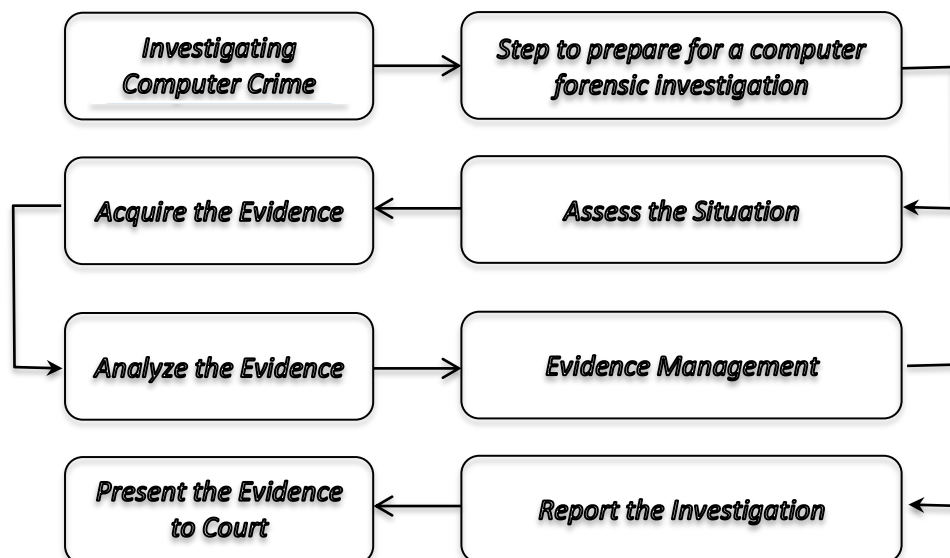 Investigating
Computer Crime
Step to prepare for a computer
forensic investigation
Assess the Situation
Acquire the Evidence
Analyze the Evidence
Evidence Management
Report the Investigation
Present the Evidence
to Court